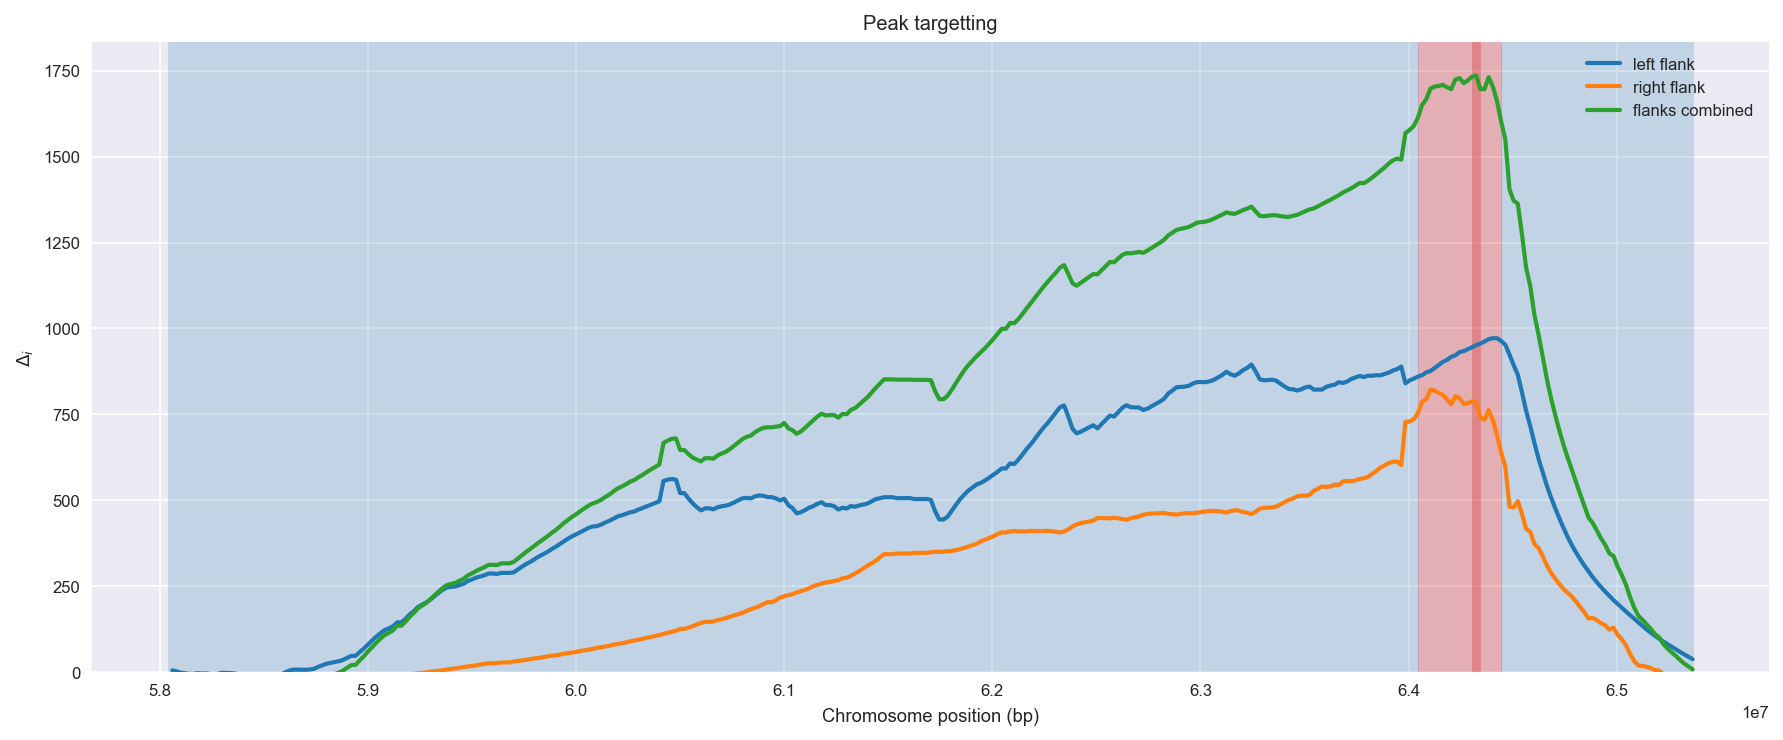 Peak targetting
left flank
right flank
flanks combined
1750
1500
1250
1000
750
500
250
0
Δi
5.8 5.9 6.0 6.1 6.2 6.3 6.4 6.5
1e7
Chromosome position (bp)